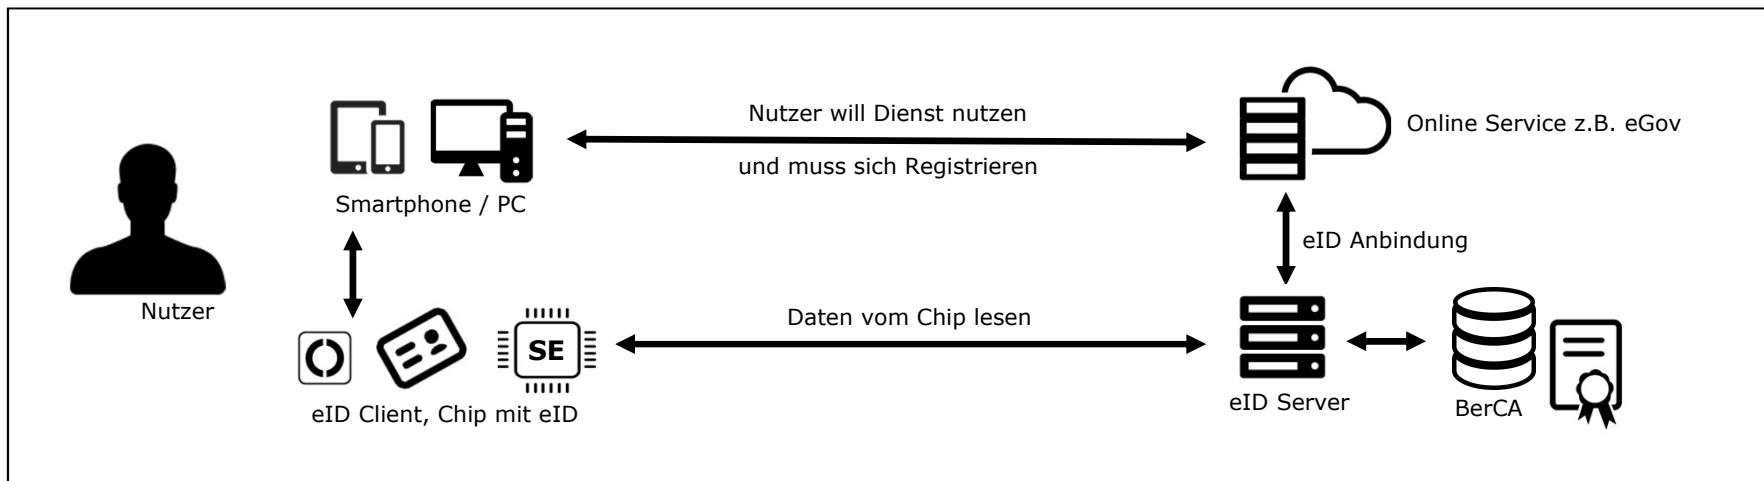 Nutzer will Dienst nutzen
und muss sich Registrieren
Online Service z.B. eGov
Smartphone / PC
eID Anbindung
Nutzer
Daten vom Chip lesen
SE
eID Client, Chip mit eID
eID Server
BerCA